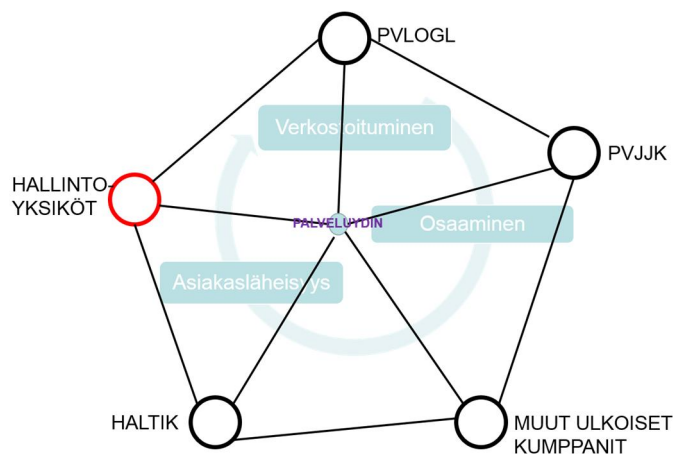 PVLOGL
Verkostoituminen
PVJJK
HALLINTO-
YKSIKÖT
PALVELUYDIN
Osaaminen
Asiakasläheisyys
HALTIK
MUUT ULKOISET
KUMPPANIT